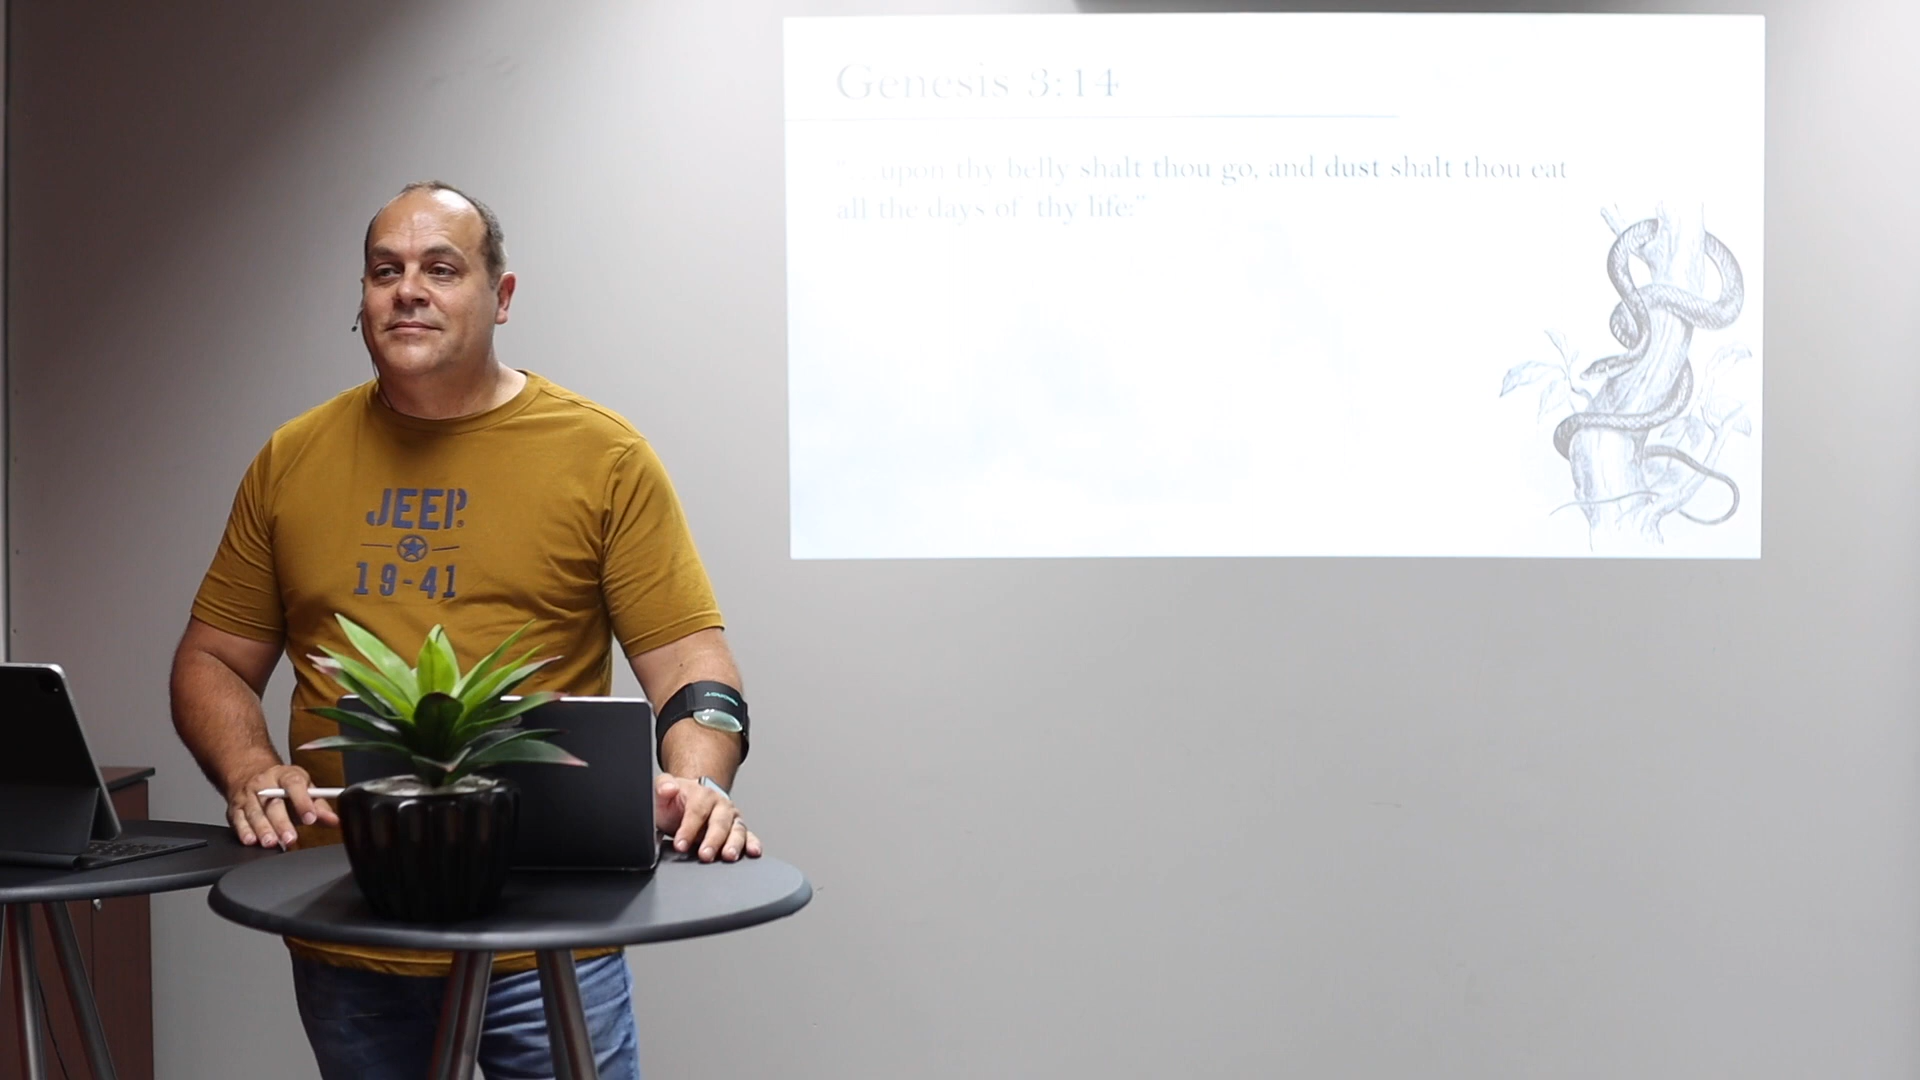 Genesis 3:14
"...upon thy belly shalt thou go, and dust shalt thou eat
all the days of thy life:"
JEEP®
19-41